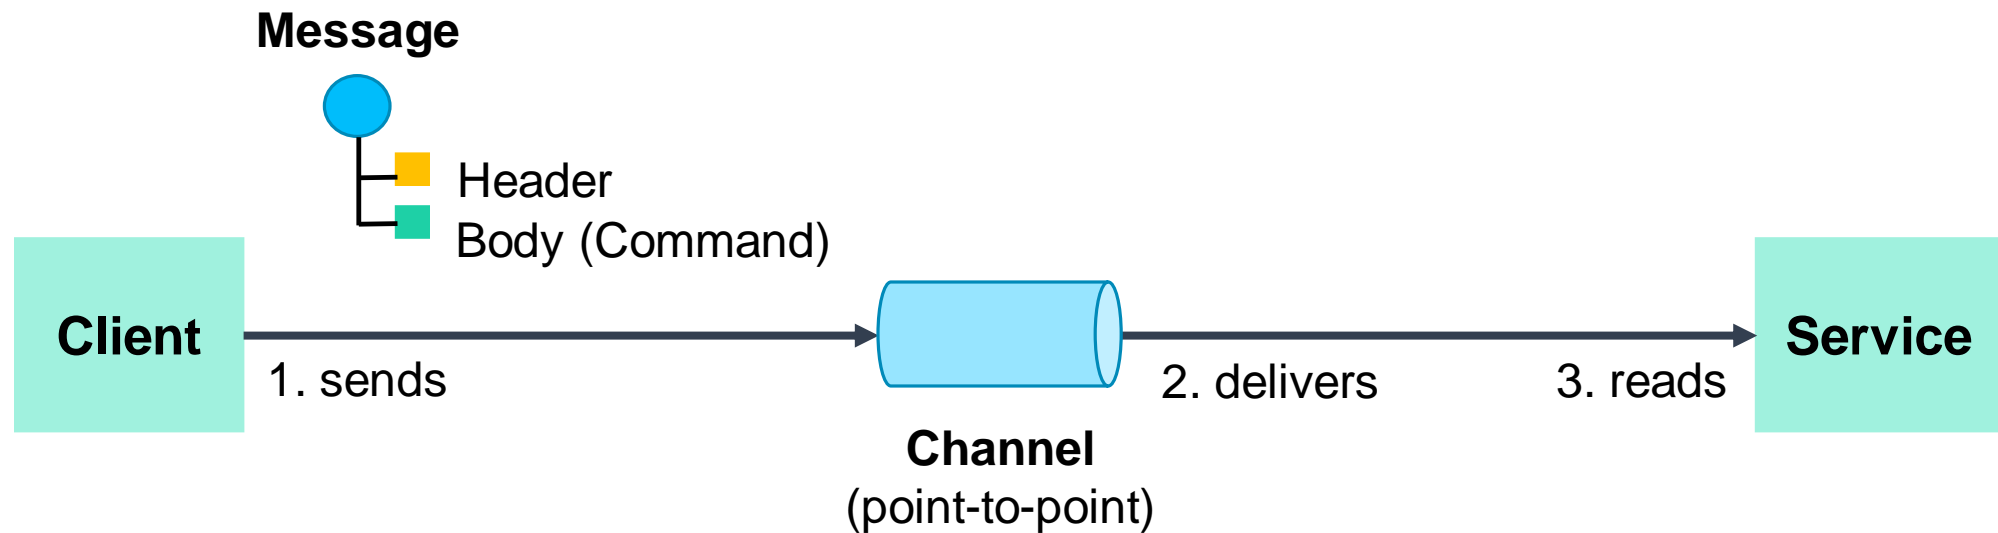 Message
Header
Body (Command)
Client
1. sends
2. delivers
3. reads
Service
Channel
(point-to-point)